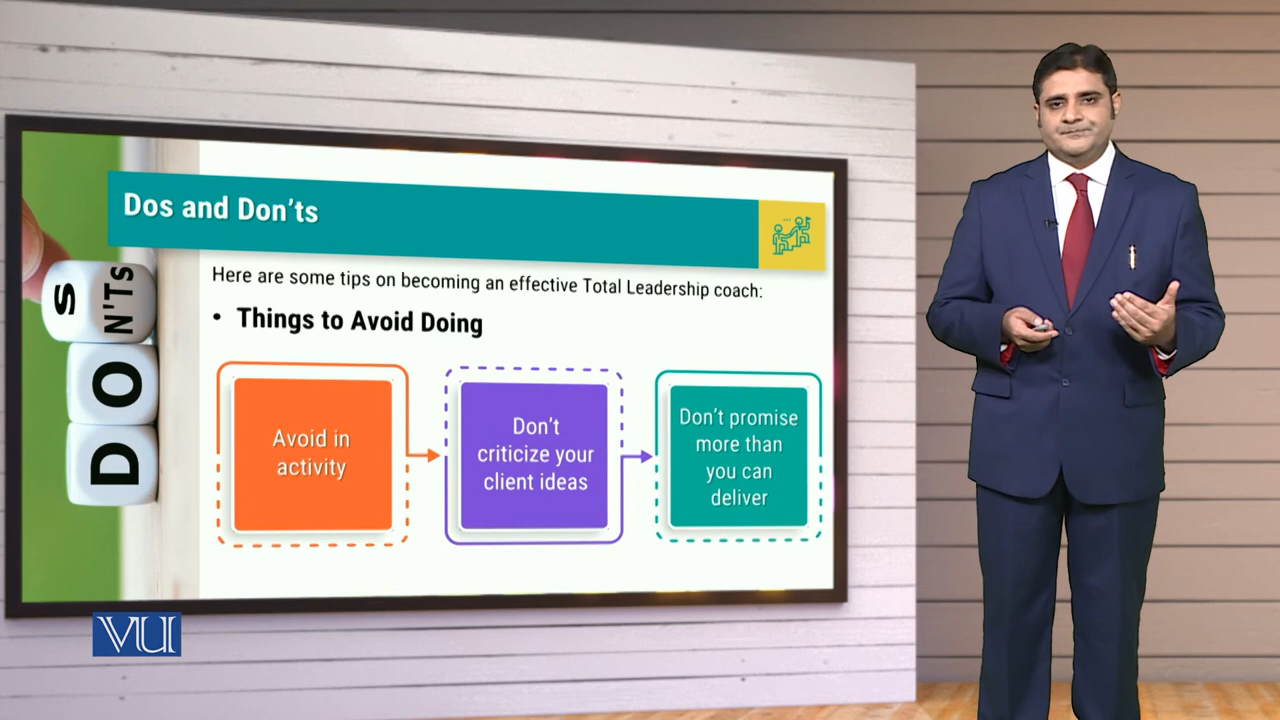 Dos and Don'ts
Here are some tips on becoming an effective Total Leadership coach:
• Things to Avoid Doing
Avoid in
activity
Don't
criticize your
client ideas
Don't promise
more than
you can
deliver
S
N'TS
O
D
VU